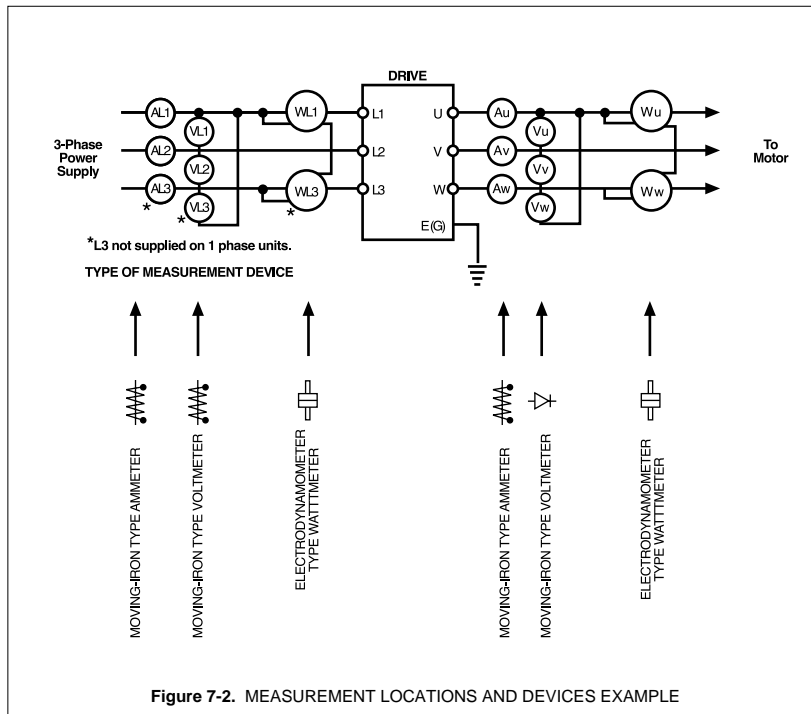 DRIVE
3-Phase
Power
Supply
AL1
VL1
WL1
L1
U
Au
Vu
Wu
AL2
VL2
L2
V
Av
Vv
To
Motor
AL3
*
VL3
*
WL3
*
L3
W
Aw
Vw
Ww
E(G)
*L3 not supplied on 1 phase units.
TYPE OF MEASUREMENT DEVICE
MOVING-IRON TYPE AMMETER
MOVING-IRON TYPE VOLTMETER
ELECTRODYNAMOMETER
TYPE WATTTMETER
MOVING-IRON TYPE AMMETER
MOVING-IRON TYPE VOLTMETER
ELECTRODYNAMOMETER
TYPE WATTTMETER
Figure 7-2. MEASUREMENT LOCATIONS AND DEVICES EXAMPLE